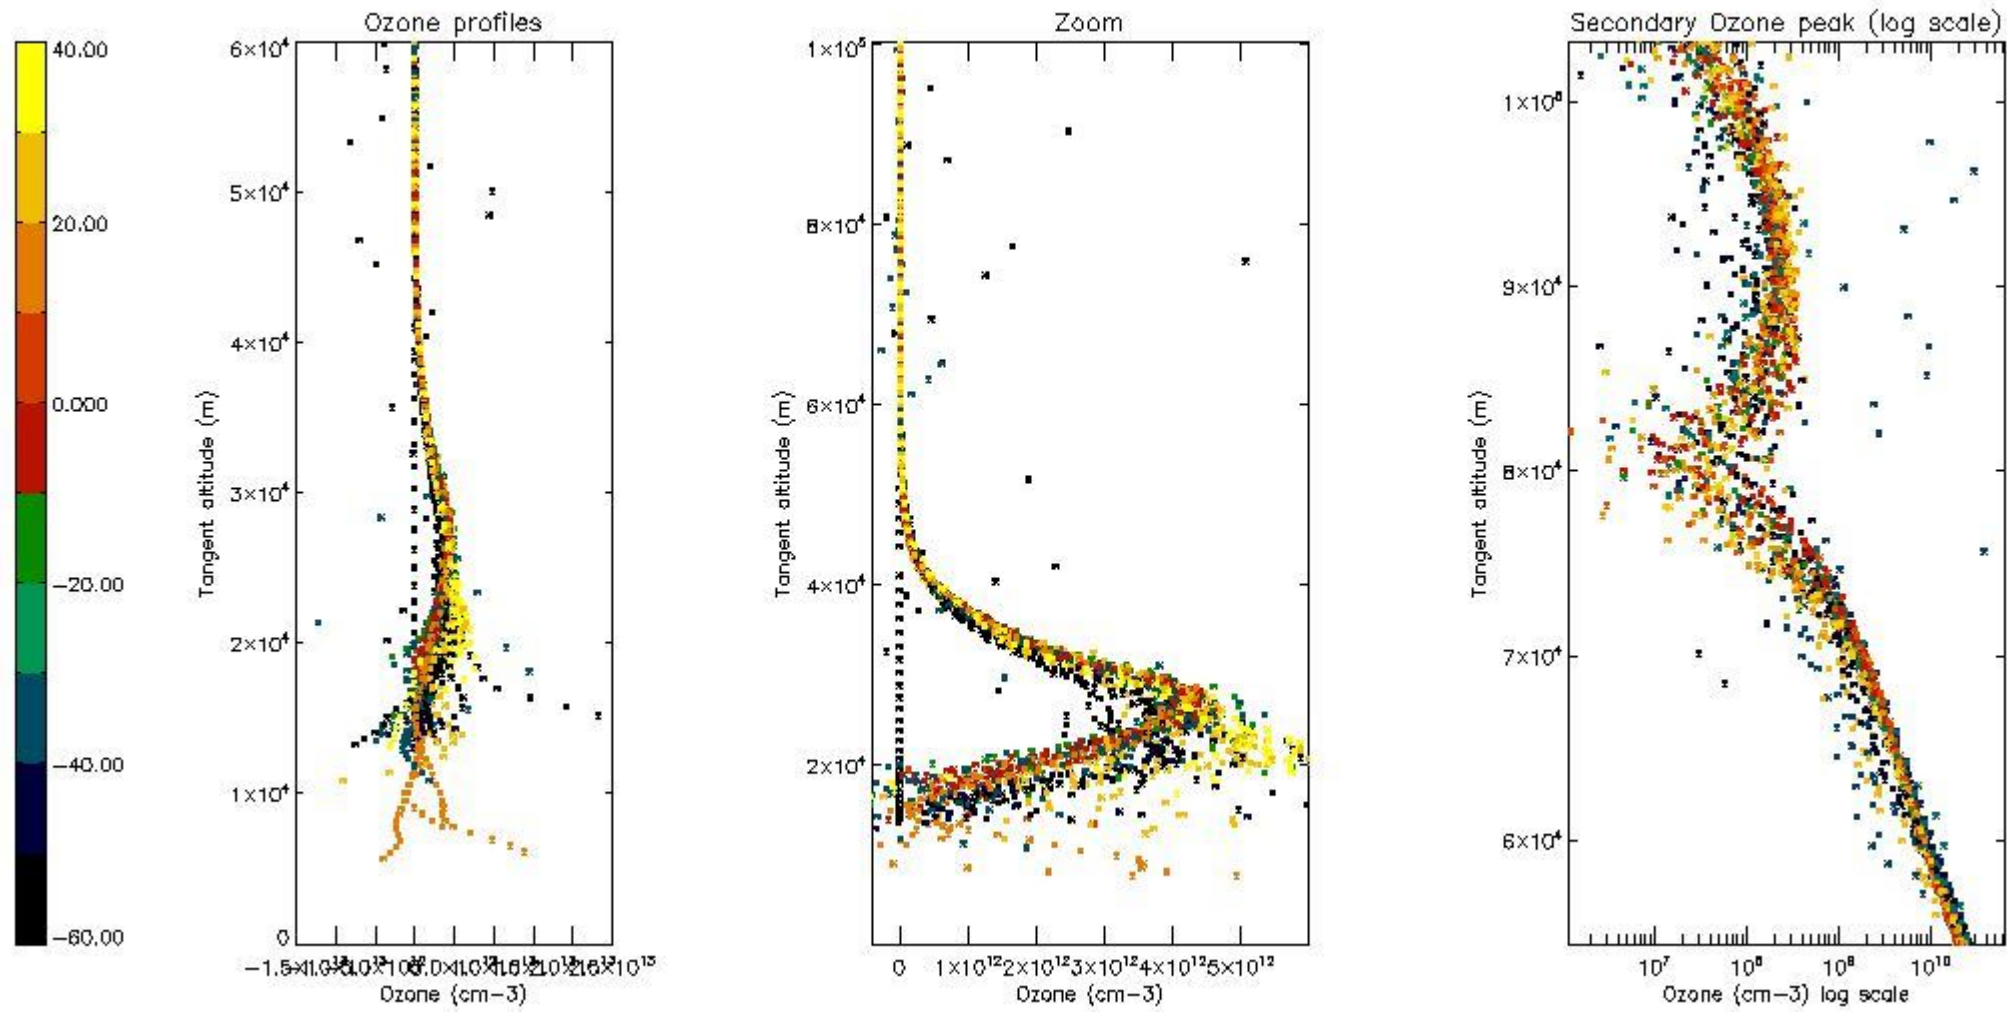 Ozone profiles
Zoom
Secondary Ozone peak (log scale)
40.00
20.00
0.000
-20.00
-40.00
-60.00
6×10⁴
5×10⁴
4×10⁴
3×10⁴
2×10⁴
1×10⁴
0
Tangent altitude (m)
Ozone (cm-3)
1×10⁵
8×10⁴
6×10⁴
4×10⁴
2×10⁴
Tangent altitude (m)
0 1×10¹² 2×10¹² 3×10¹² 4×10¹² 5×10¹²
Ozone (cm-3)
1×10⁵
9×10⁴
8×10⁴
7×10⁴
6×10⁴
Tangent altitude (m)
10⁷ 10⁸ 10⁹ 10¹⁰
Ozone (cm-3) log scale